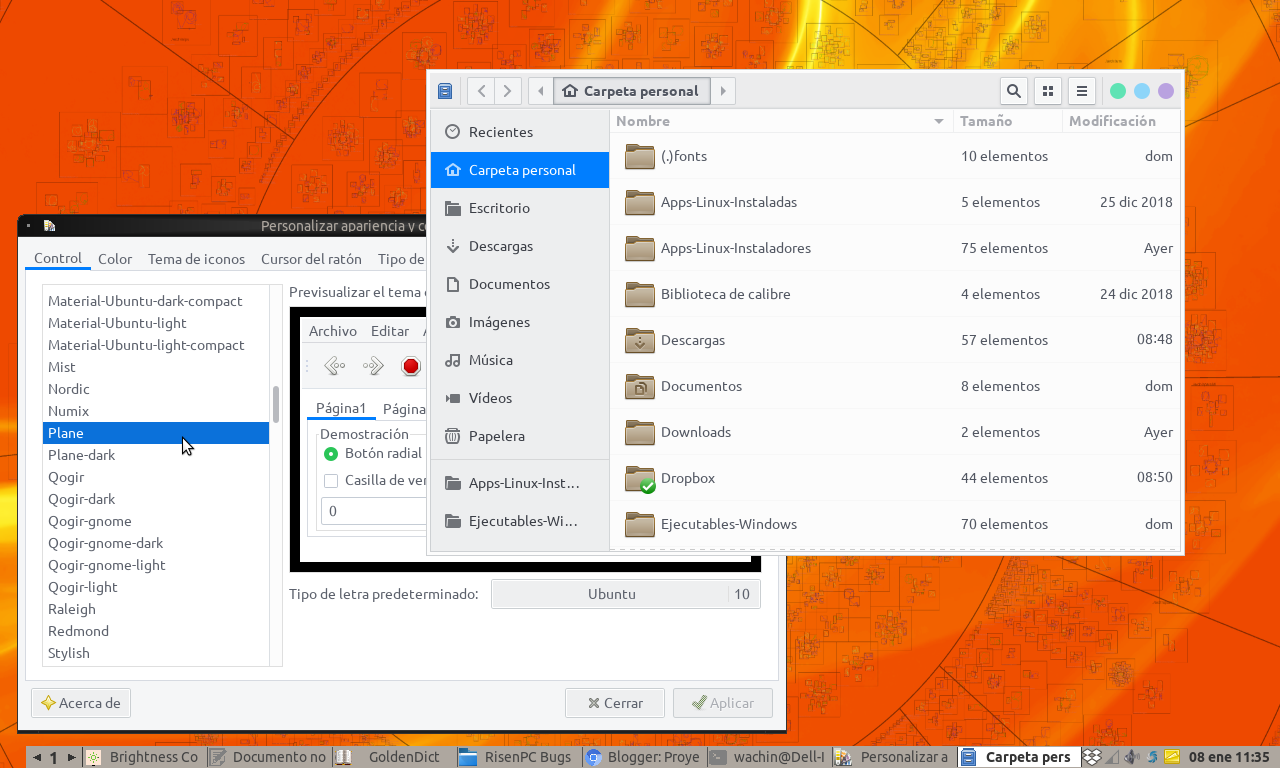 Carpeta personal
Nombre Tamaño Modificación
Recientes
Carpeta personal
Escritorio
Descargas
Documentos
Imágenes
Música
Vídeos
Papelera
Apps-Linux-Inst...
Ejecutables-Wi...
(.)fonts 10 elementos dom
Apps-Linux-Instaladas 5 elementos 25 dic 2018
Apps-Linux-Instaladores 75 elementos Ayer
Biblioteca de calibre 4 elementos 24 dic 2018
Descargas 57 elementos 08:48
Documentos 8 elementos dom
Downloads 2 elementos Ayer
Dropbox 44 elementos 08:50
Ejecutables-Windows 70 elementos dom
Personalizar apariencia y co
Control Color Tema de iconos Cursor del ratón Tipo de
Material-Ubuntu-dark-compact
Material-Ubuntu-light
Material-Ubuntu-light-compact
Mist
Nordic
Numix
Plane
Plane-dark
Qogir
Qogir-dark
Qogir-gnome
Qogir-gnome-dark
Qogir-gnome-light
Qogir-light
Raleigh
Redmond
Stylish
Previsualizar el tema
Archivo Editar
Página1 Página
Demostración
Botón radial
Casilla de ver
0
Tipo de letra predeterminado: Ubuntu 10
Acerca de Cerrar Aplicar
1 Brightness Co Documento no GoldenDict RisenPC Bugs Blogger: Proye wachin@Dell-I Personalizar a Carpeta pers 08 ene 11:35